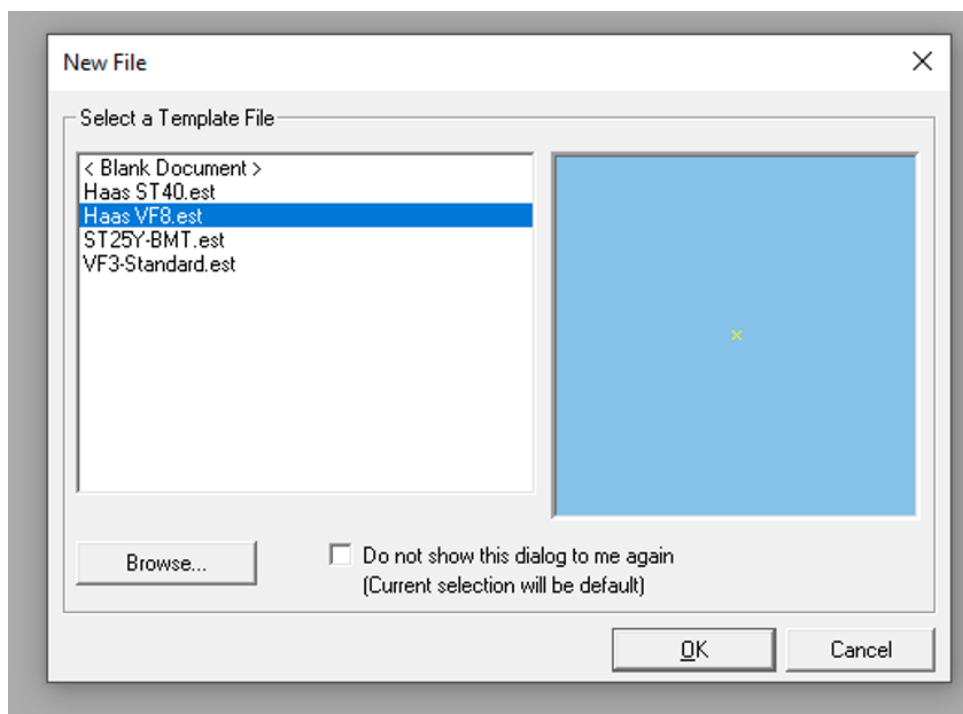 New File
Select a Template File
< Blank Document >
Haas ST40.est
Haas VF8.est
ST25Y-BMT.est
VF3-Standard.est
Browse...
Do not show this dialog to me again
(Current selection will be default)
OK
Cancel